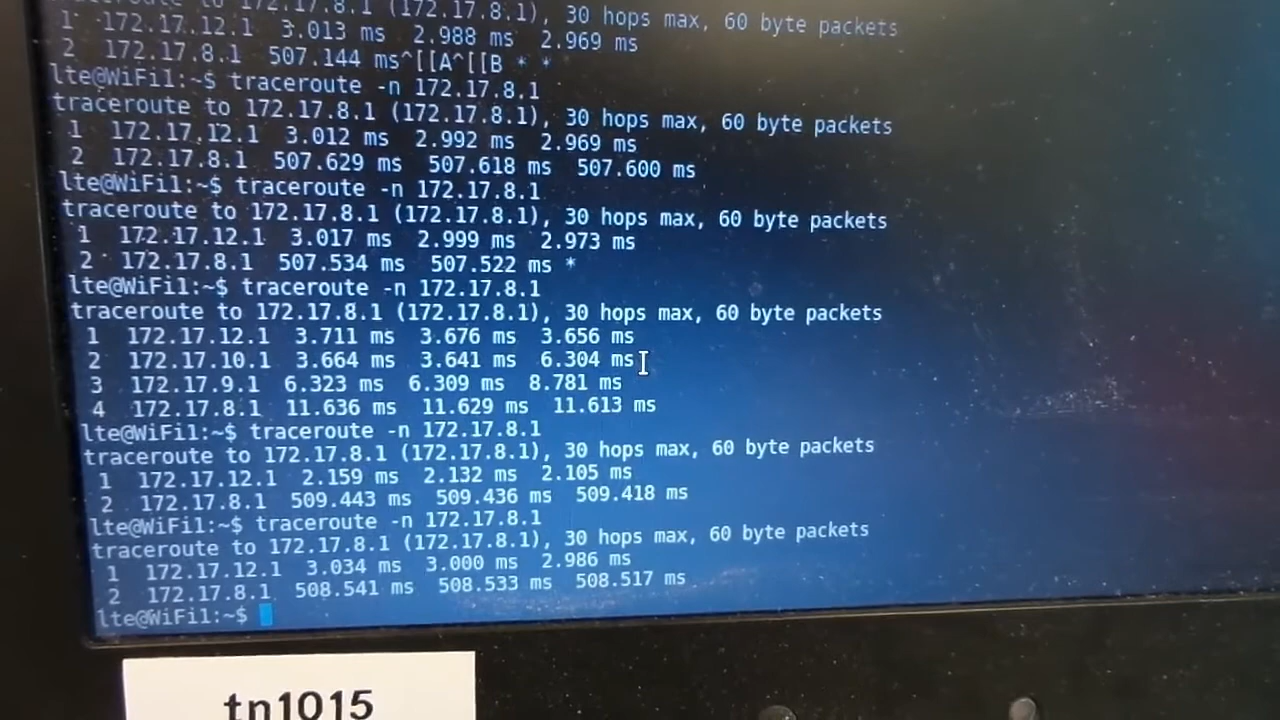 traceroute to 172.17.8.1 (172.17.8.1), 30 hops max, 60 byte packets
1 172.17.12.1 3.013 ms 2.988 ms 2.969 ms
2 172.17.8.1 507.144 ms^[[A^[[B * *
lte@WiFi1:~$ traceroute -n 172.17.8.1
traceroute to 172.17.8.1 (172.17.8.1), 30 hops max, 60 byte packets
1 172.17.12.1 3.012 ms 2.992 ms 2.969 ms
2 172.17.8.1 507.629 ms 507.618 ms 507.600 ms
lte@WiFi1:~$ traceroute -n 172.17.8.1
traceroute to 172.17.8.1 (172.17.8.1), 30 hops max, 60 byte packets
1 172.17.12.1 3.017 ms 2.999 ms 2.973 ms
2 172.17.8.1 507.534 ms 507.522 ms *
lte@WiFi1:~$ traceroute -n 172.17.8.1
traceroute to 172.17.8.1 (172.17.8.1), 30 hops max, 60 byte packets
1 172.17.12.1 3.711 ms 3.676 ms 3.656 ms
2 172.17.10.1 3.664 ms 3.641 ms 6.304 ms
3 172.17.9.1 6.323 ms 6.309 ms 8.781 ms
4 172.17.8.1 11.636 ms 11.629 ms 11.613 ms
lte@WiFi1:~$ traceroute -n 172.17.8.1
traceroute to 172.17.8.1 (172.17.8.1), 30 hops max, 60 byte packets
1 172.17.12.1 2.159 ms 2.132 ms 2.105 ms
2 172.17.8.1 509.443 ms 509.436 ms 509.418 ms
lte@WiFi1:~$ traceroute -n 172.17.8.1
traceroute to 172.17.8.1 (172.17.8.1), 30 hops max, 60 byte packets
1 172.17.12.1 3.034 ms 3.000 ms 2.986 ms
2 172.17.8.1 508.541 ms 508.533 ms 508.517 ms
lte@WiFi1:~$
tn1015